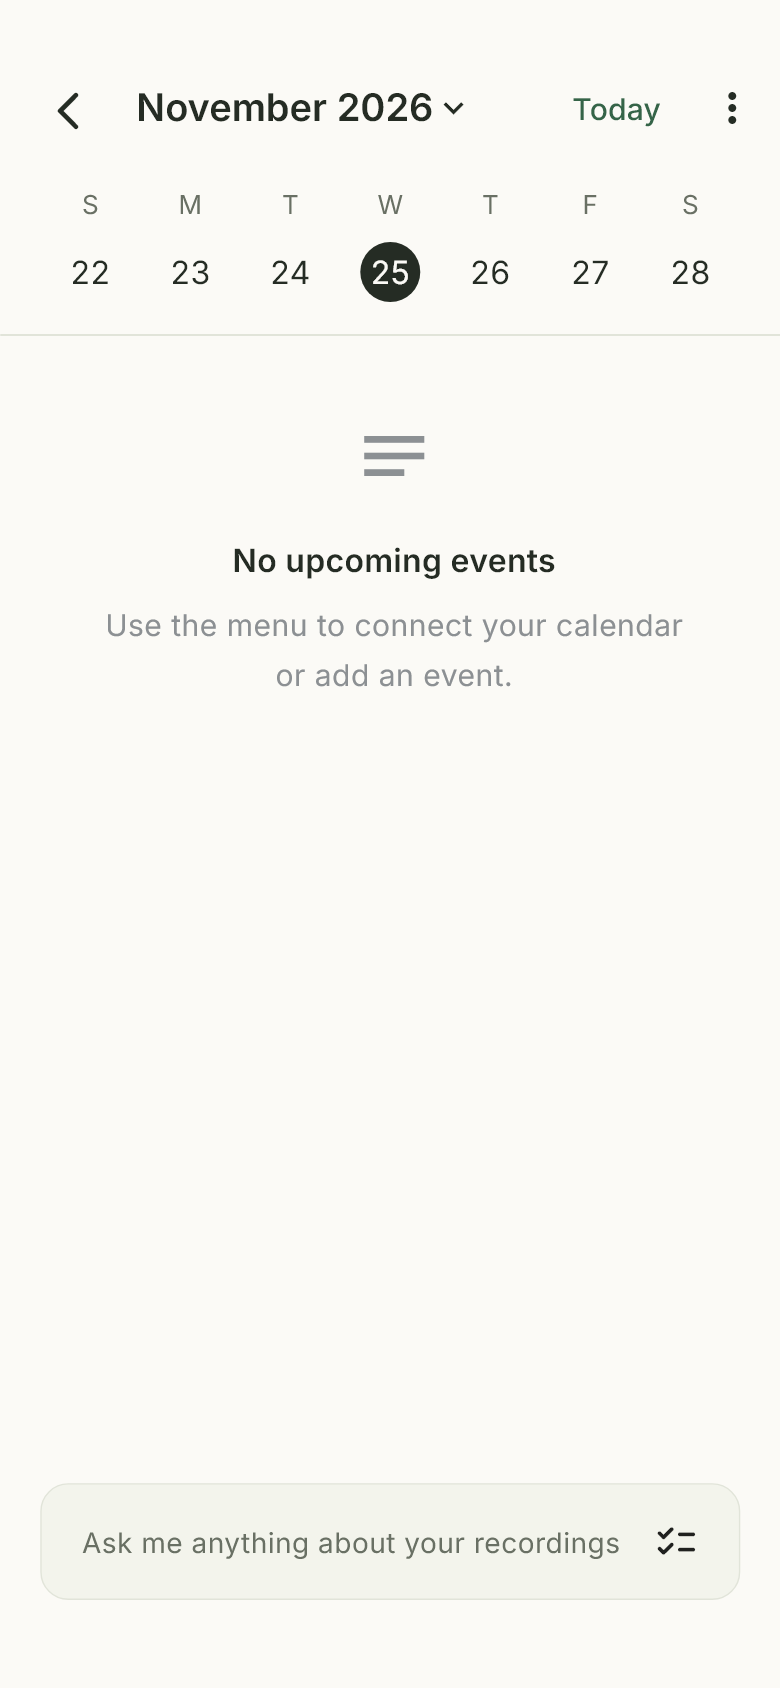 November 2026
Today
S M T W T F S
22 23 24 25 26 27 28
No upcoming events
Use the menu to connect your calendar
or add an event.
Ask me anything about your recordings